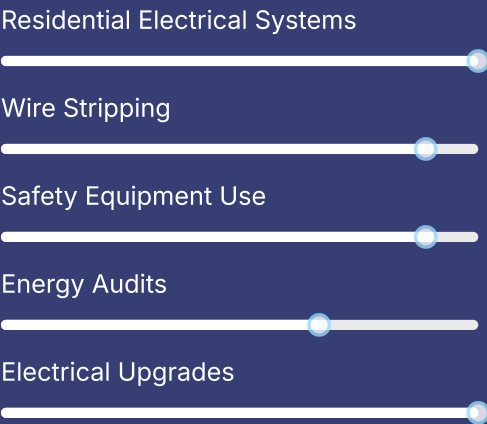 Residential Electrical Systems
Wire Stripping
Safety Equipment Use
Energy Audits
Electrical Upgrades